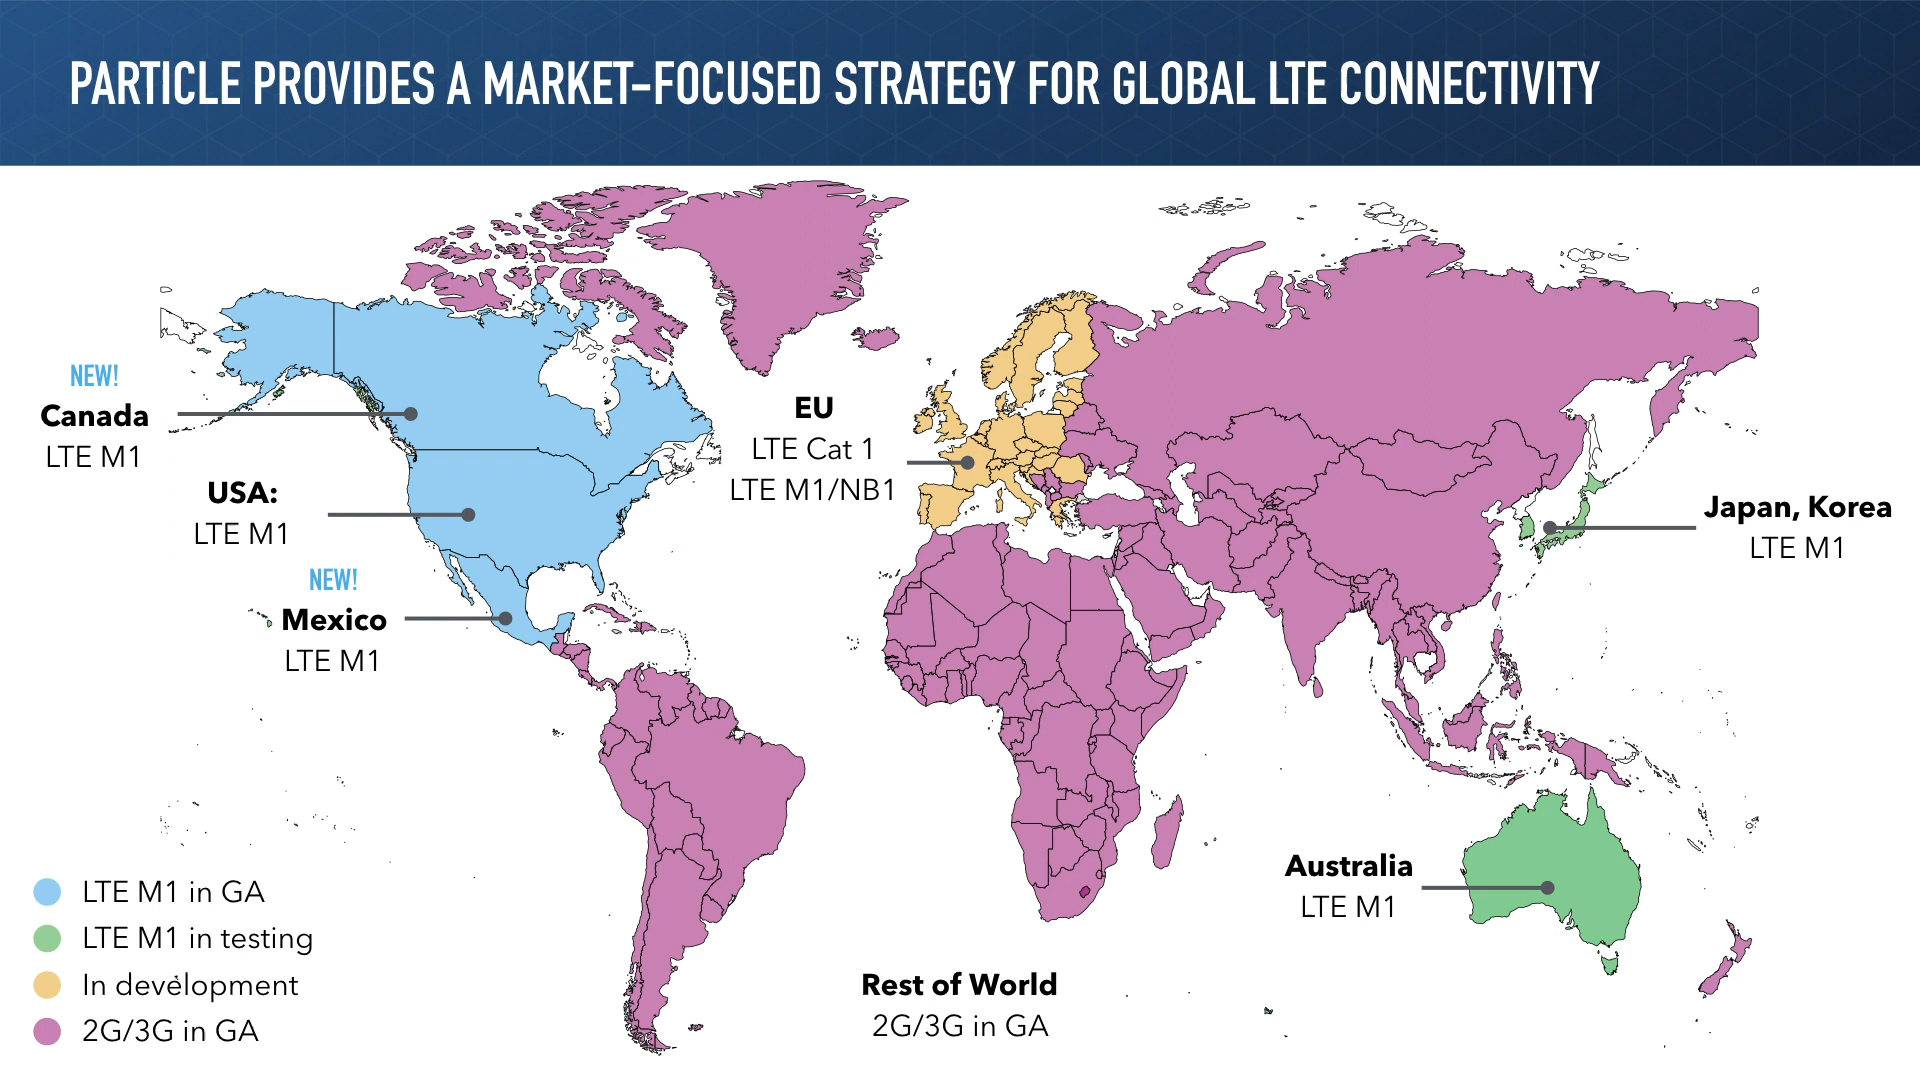 PARTICLE PROVIDES A MARKET-FOCUSED STRATEGY FOR GLOBAL LTE CONNECTIVITY
NEW!
Canada
LTE M1
USA:
LTE M1
NEW!
Mexico
LTE M1
EU
LTE Cat 1
LTE M1/NB1
Japan, Korea
LTE M1
Australia
LTE M1
Rest of World
2G/3G in GA
LTE M1 in GA
LTE M1 in testing
In development
2G/3G in GA